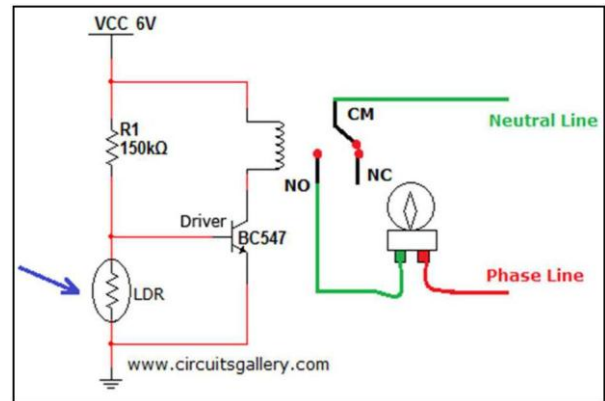 VCC 6V
R1
150kΩ
CM
Neutral Line
NO
NC
Driver
BC547
LDR
Phase Line
www.circuitsgallery.com